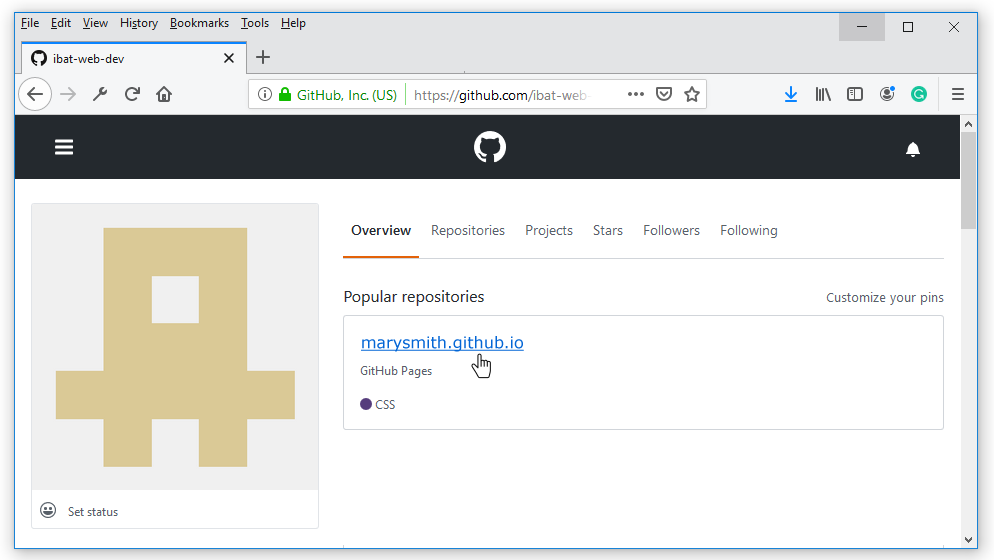 File Edit View History Bookmarks Tools Help
ibat-web-dev
GitHub, Inc. (US) https://github.com/ibat-web-
Overview Repositories Projects Stars Followers Following
Popular repositories Customize your pins
marysmith.github.io
GitHub Pages
CSS
Set status